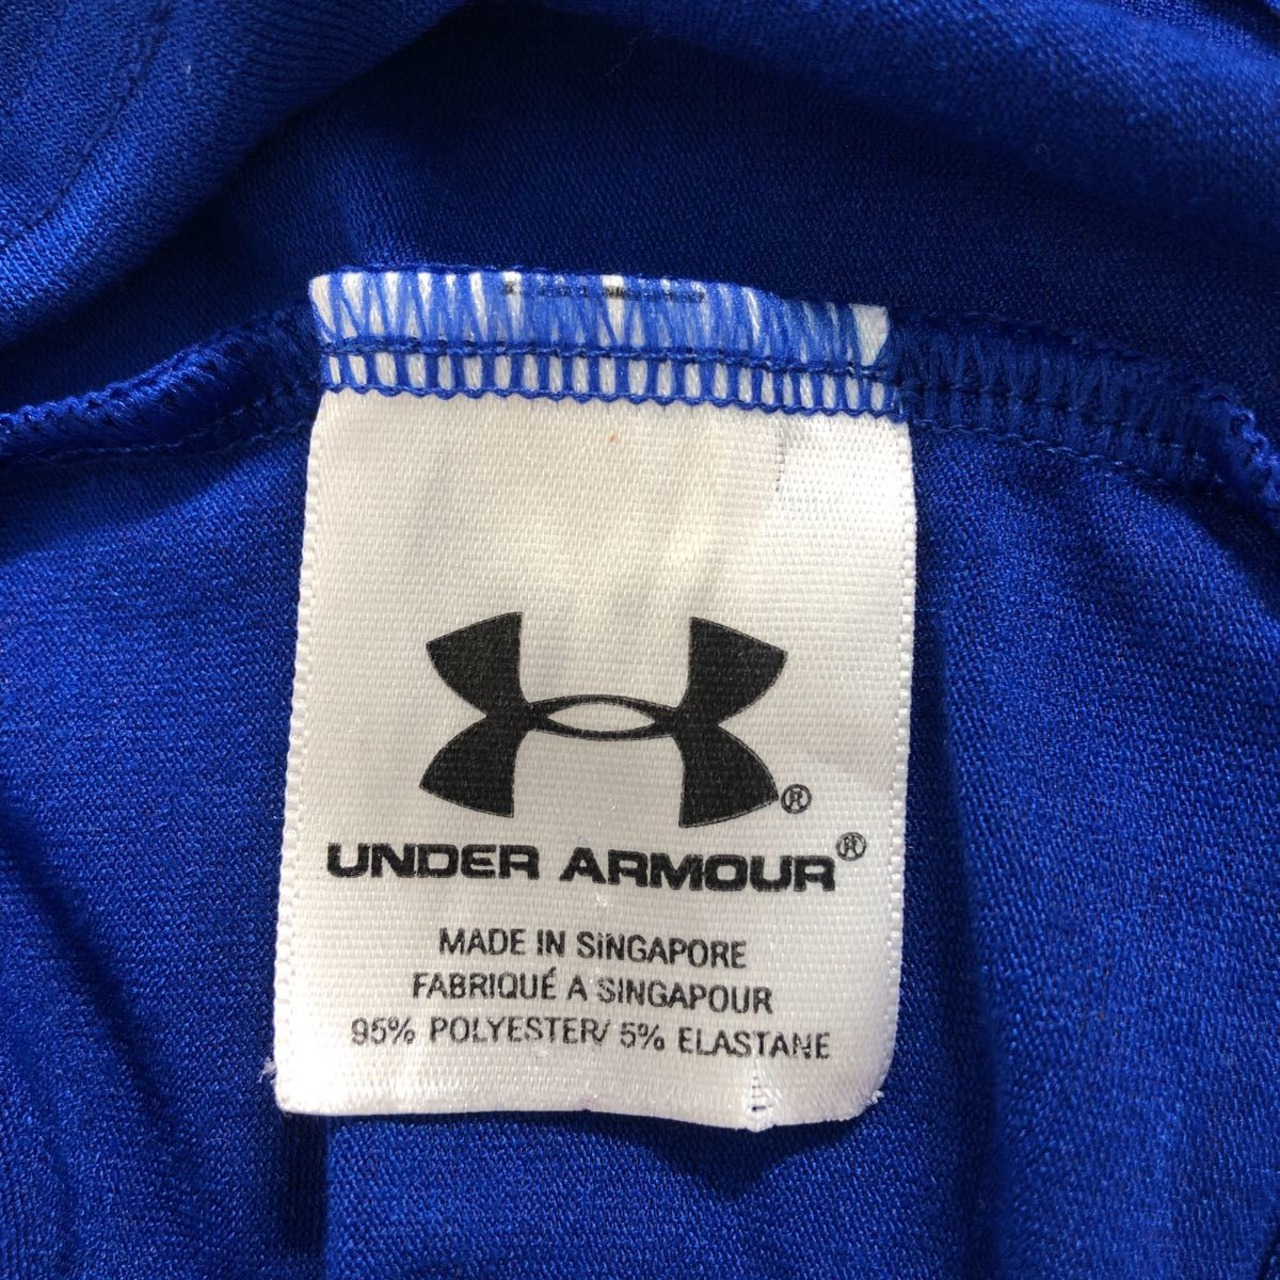 ®
UNDER ARMOUR®
MADE IN SINGAPORE
FABRIQUÉ A SINGAPOUR
95% POLYESTER/ 5% ELASTANE